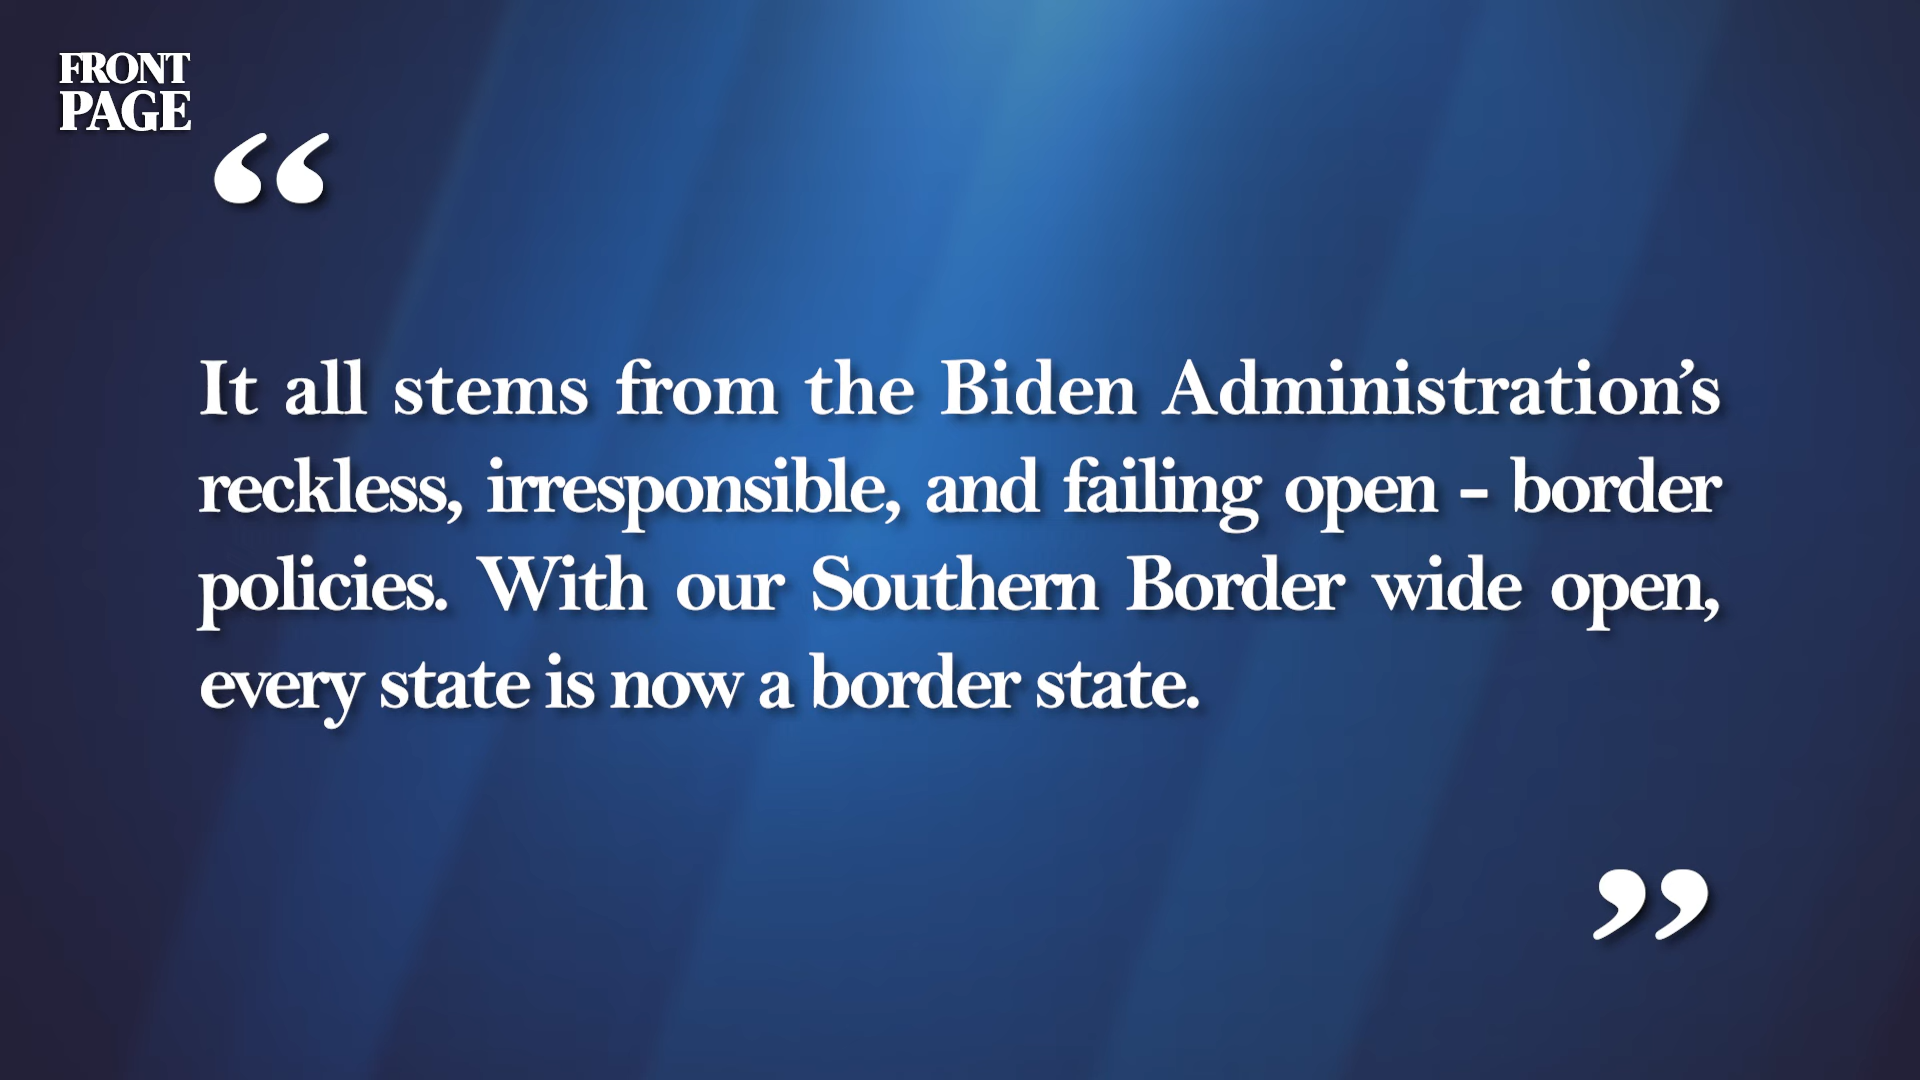 FRONT
PAGE
“
It all stems from the Biden Administration’s
reckless, irresponsible, and failing open – border
policies. With our Southern Border wide open,
every state is now a border state.
”